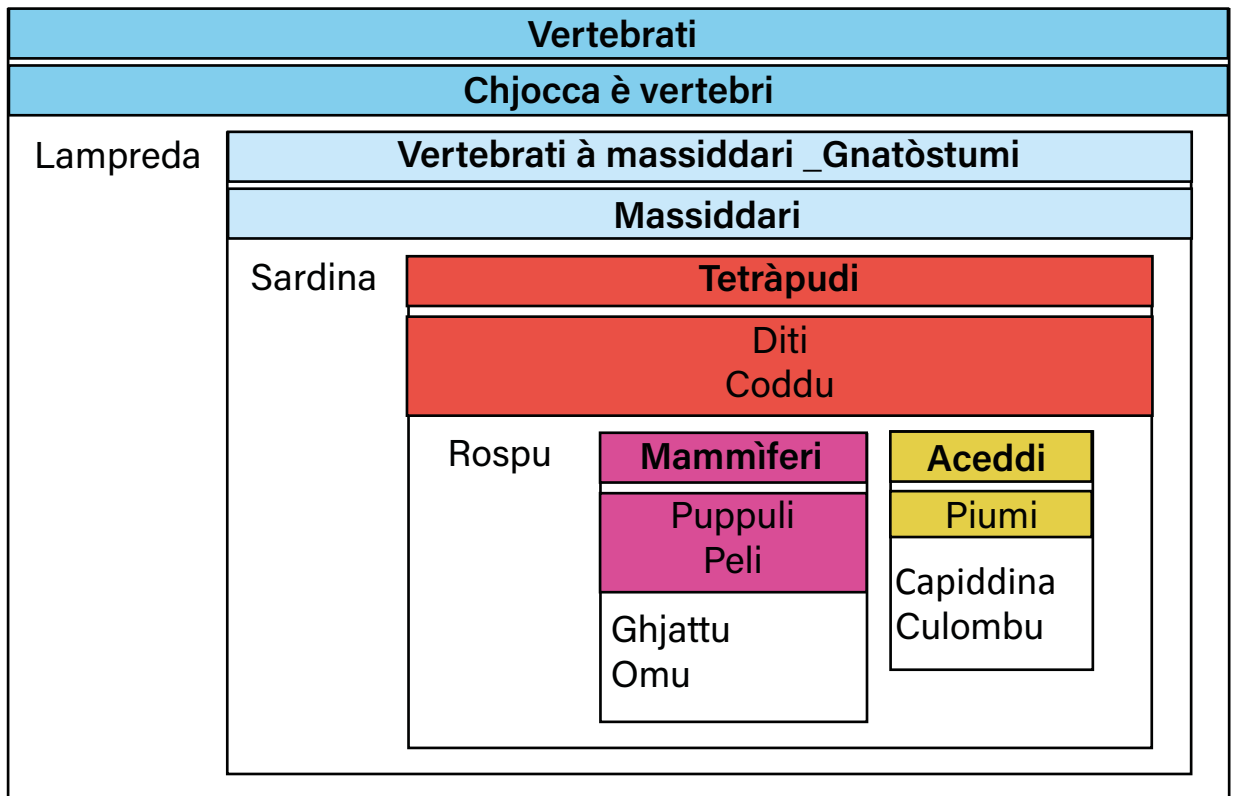 Vertebrati
Chjocca è vertebri
Lampreda
Vertebrati à massiddari _Gnatòstumi
Massiddari
Sardina
Tetràpudi
Diti
Coddu
Rospu
Mammìferi
Puppuli
Peli
Ghjattu
Omu
Aceddi
Piumi
Capiddina
Culombu